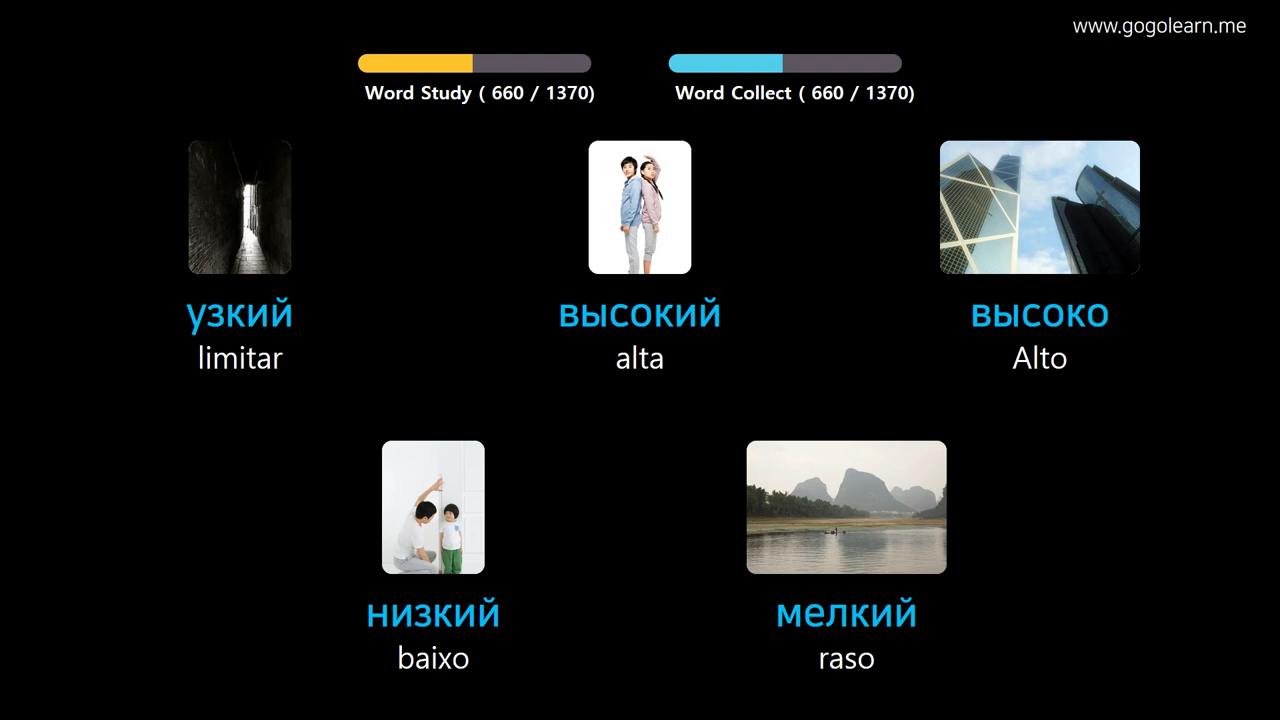 www.gogolearn.me
Word Study ( 660 / 1370)
Word Collect ( 660 / 1370)
узкий
limitar
высокий
alta
высоко
Alto
низкий
baixo
мелкий
raso